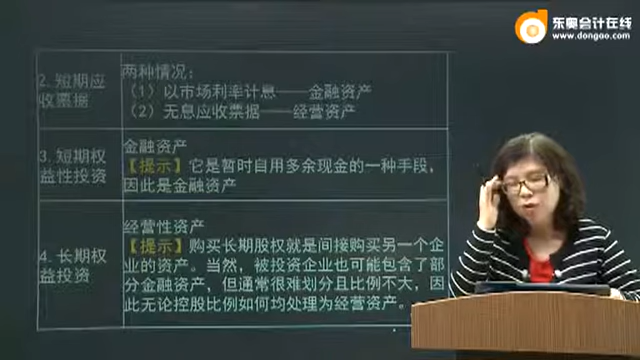 东奥会计在线
www.dongao.com
2. 短期应收票据
两种情况：
（1）以市场利率计息——金融资产
（2）无息应收票据——经营资产
3. 短期权益性投资
金融资产
【提示】它是暂时自用多余现金的一种手段，
因此是金融资产
4. 长期权益投资
经营性资产
【提示】购买长期股权就是间接购买另一个企
业的资产。当然，被投资企业也可能包含了部
分金融资产，但通常很难划分且比例不大，因
此无论控股比例如何均处理为经营资产。